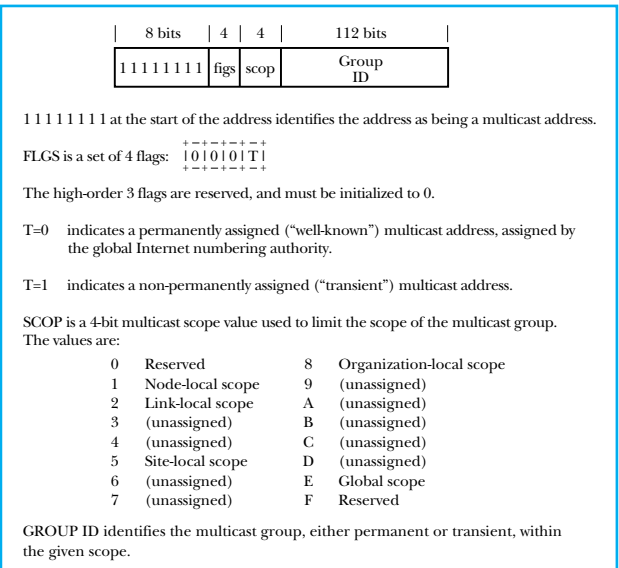 | 8 bits | 4 | 4 | 112 bits |
1 1 1 1 1 1 1 1 figs scop Group
ID
1 1 1 1 1 1 1 1 at the start of the address identifies the address as being a multicast address.
+ – + – + – + – +
FLGS is a set of 4 flags: | 0 | 0 | 0 | T |
+ – + – + – + – +
The high-order 3 flags are reserved, and must be initialized to 0.
T=0 indicates a permanently assigned (“well-known”) multicast address, assigned by
the global Internet numbering authority.
T=1 indicates a non-permanently assigned (“transient”) multicast address.
SCOP is a 4-bit multicast scope value used to limit the scope of the multicast group.
The values are:
0 Reserved 8 Organization-local scope
1 Node-local scope 9 (unassigned)
2 Link-local scope A (unassigned)
3 (unassigned) B (unassigned)
4 (unassigned) C (unassigned)
5 Site-local scope D (unassigned)
6 (unassigned) E Global scope
7 (unassigned) F Reserved
GROUP ID identifies the multicast group, either permanent or transient, within
the given scope.